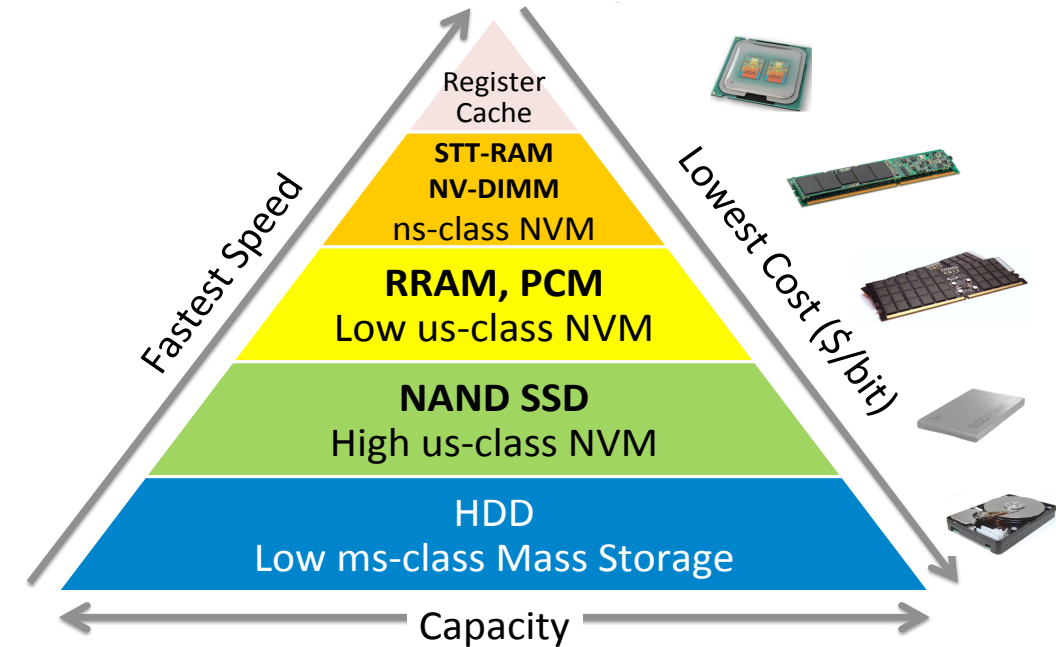 Register
Cache
STT-RAM
NV-DIMM
ns-class NVM
RRAM, PCM
Low us-class NVM
NAND SSD
High us-class NVM
HDD
Low ms-class Mass Storage
Fastest Speed
Lowest Cost ($/bit)
Capacity